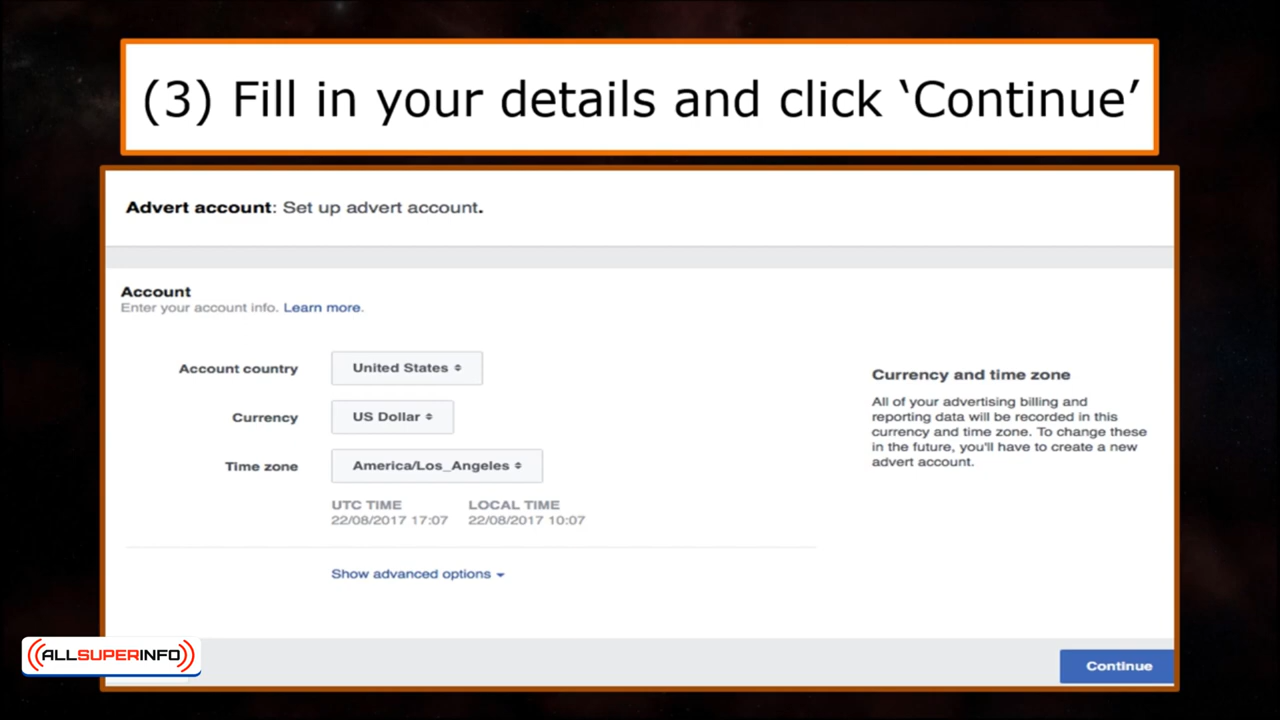 (3) Fill in your details and click ‘Continue’
Advert account: Set up advert account.
Account
Enter your account info. Learn more.
Account country United States
Currency US Dollar
Time zone America/Los_Angeles
UTC TIME LOCAL TIME
22/08/2017 17:07 22/08/2017 10:07
Show advanced options
Currency and time zone
All of your advertising billing and
reporting data will be recorded in this
currency and time zone. To change these
in the future, you'll have to create a new
advert account.
((ALLSUPERINFO))
Continue